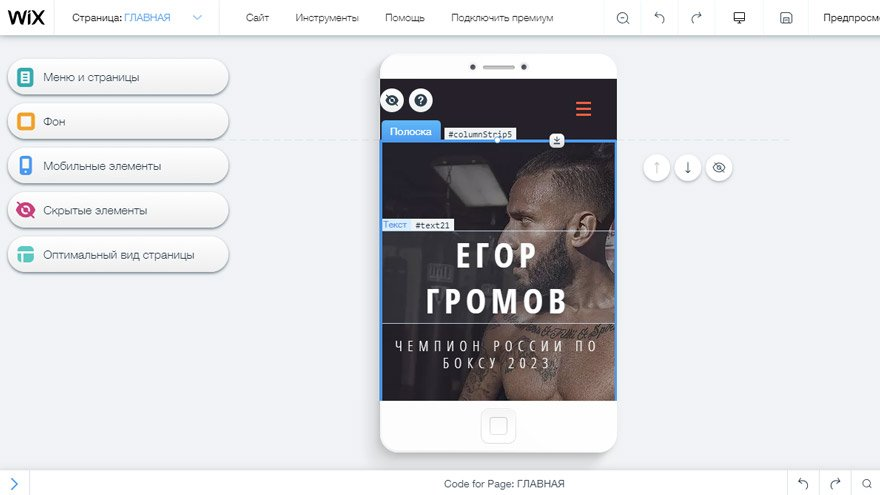 WiX
Страница: ГЛАВНАЯ
Сайт
Инструменты
Помощь
Подключить премиум
Предпросм
Меню и страницы
Фон
Мобильные элементы
Скрытые элементы
Оптимальный вид страницы
?
Полоска
#columnStrip5
Текст
#text21
ЕГОР
ГРОМОВ
ЧЕМПИОН РОССИИ ПО
БОКСУ 2023
Code for Page: ГЛАВНАЯ